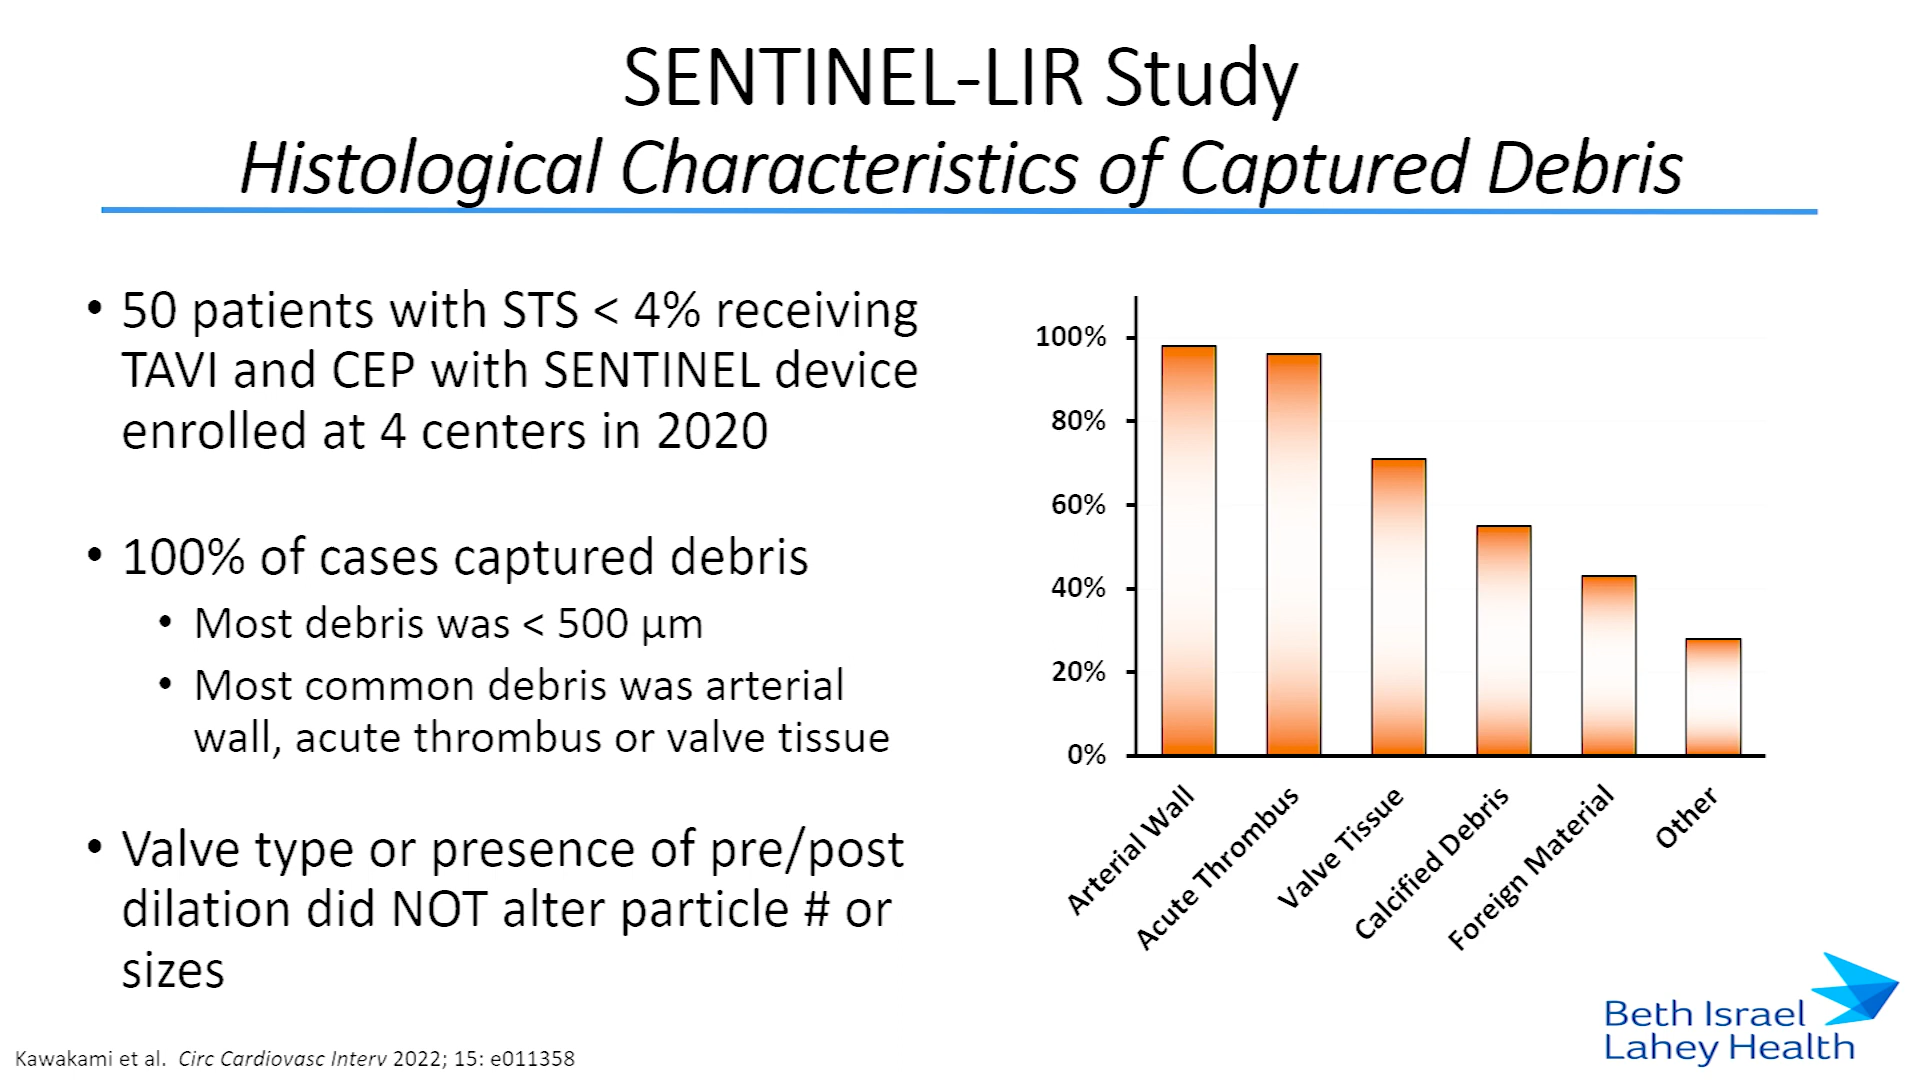 SENTINEL-LIR Study
Histological Characteristics of Captured Debris
• 50 patients with STS < 4% receiving
TAVI and CEP with SENTINEL device
enrolled at 4 centers in 2020
• 100% of cases captured debris
• Most debris was < 500 µm
• Most common debris was arterial
wall, acute thrombus or valve tissue
• Valve type or presence of pre/post
dilation did NOT alter particle # or
sizes
100%
80%
60%
40%
20%
0%
Arterial Wall
Acute Thrombus
Valve Tissue
Calcified Debris
Foreign Material
Other
Beth Israel
Lahey Health
Kawakami et al. Circ Cardiovasc Interv 2022; 15: e011358